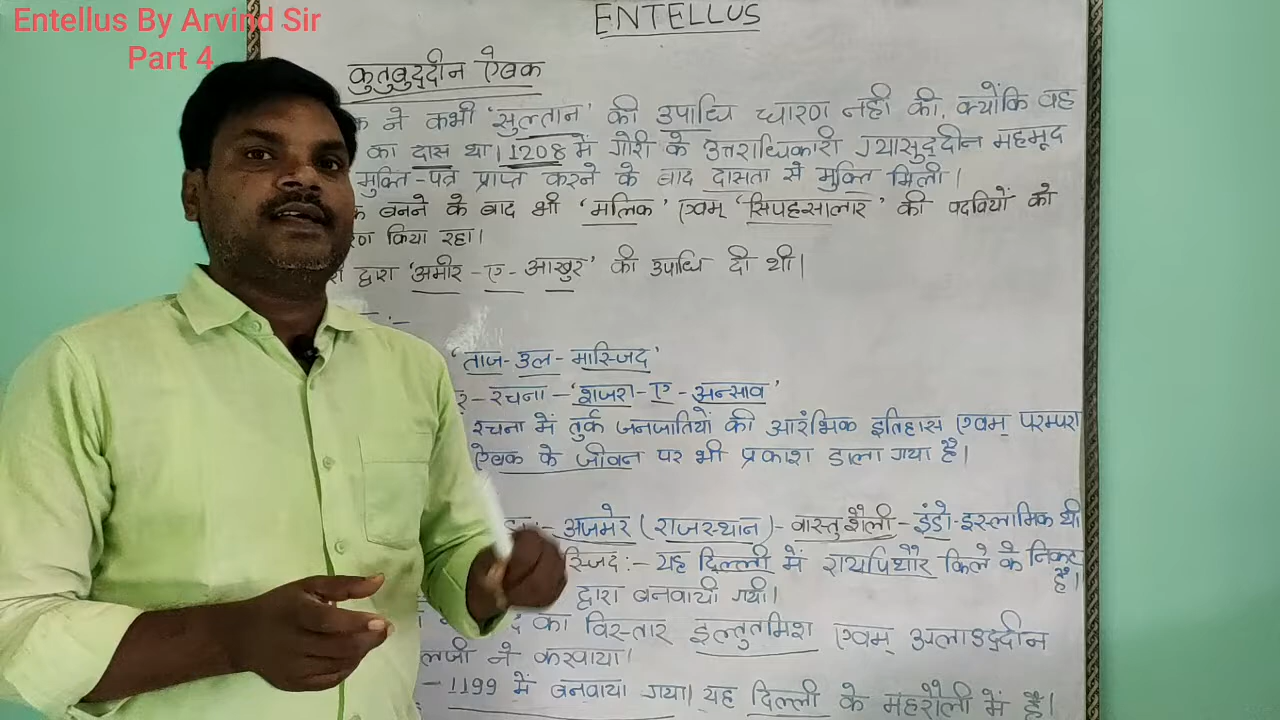 Entellus By Arvind Sir
Part 4
ENTELLUS
कुतुबुद्दीन ऐबक
ने कभी 'सुल्तान' की उपाधि धारण नहीं की, क्योंकि वह
का दास था। 1208 में गोरी के उत्तराधिकारी ग्यासुद्दीन महमूद
मुक्ति-पत्र प्राप्त करने के बाद दासता से मुक्ति मिली।
बनने के बाद भी 'मलिक' एवम् 'सिपहसालार' की पदवियों को
किया रहा।
द्वारा 'अमीर-ए-आखुर' की उपाधि दी थी।
'ताज-उल-मास्जिद'
रचना - 'शजरा-ए-अन्साव'
रचना में तुर्क जनजातियों की आरंभिक इतिहास एवम् परम्परा
ऐबक के जीवन पर भी प्रकाश डाला गया है।
:- अजमेर (राजस्थान) - वास्तुशैली - इंडो-इस्लामिक थी
स्जिद :- यह दिल्ली में रायपिथौर किले के निकट है।
द्वारा बनवायी गयी।
का विस्तार इल्तुतमिश एवम् अलाउद्दीन
लजी ने करवाया।
- 1199 में बनवाया गया। यह दिल्ली के महरौली में है।